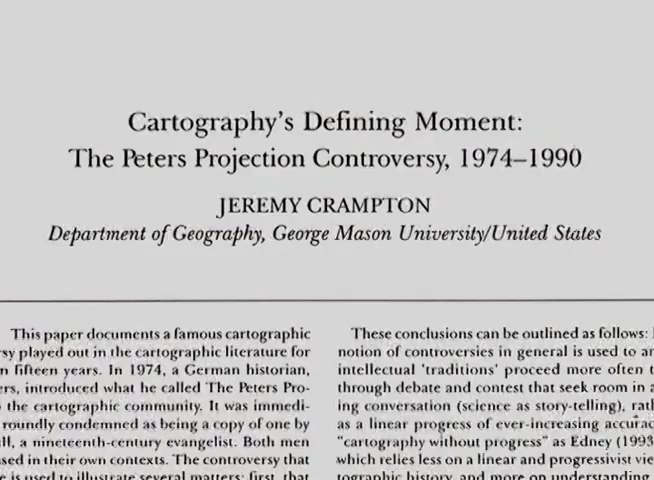 Cartography's Defining Moment:
The Peters Projection Controversy, 1974–1990
JEREMY CRAMPTON
Department of Geography, George Mason University/United States
This paper documents a famous cartographic
played out in the cartographic literature for
fifteen years. In 1974, a German historian,
introduced what he called The Peters Pro-
the cartographic community. It was immedi-
roundly condemned as being a copy of one by
a nineteenth-century evangelist. Both men
in their own contexts. The controversy that
is used to illustrate several matters: first, that
These conclusions can be outlined as follows:
notion of controversies in general is used to
intellectual 'traditions' proceed more often
through debate and contest that seek room in
ing conversation (science as story-telling),
as a linear progress of ever-increasing accurac
"cartography without progress" as Edney (1993
which relies less on a linear and progressivist
tographic history, and more on understanding